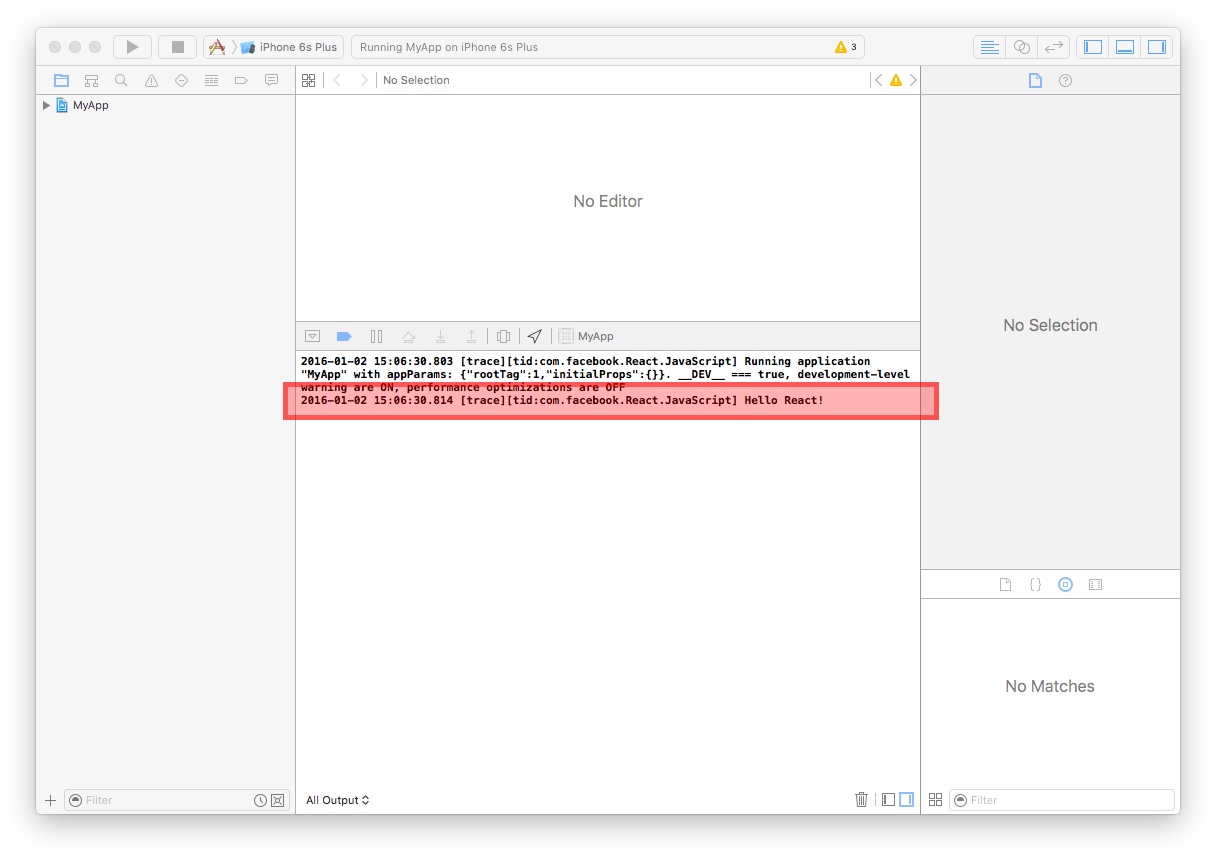 iPhone 6s Plus
Running MyApp on iPhone 6s Plus
3
No Selection
MyApp
No Editor
MyApp
2016-01-02 15:06:30.803 [trace][tid:com.facebook.React.JavaScript] Running application
"MyApp" with appParams: {"rootTag":1,"initialProps":{}}. __DEV__ === true, development-level
warning are ON, performance optimizations are OFF
2016-01-02 15:06:30.814 [trace][tid:com.facebook.React.JavaScript] Hello React!
No Selection
No Matches
Filter
All Output
Filter